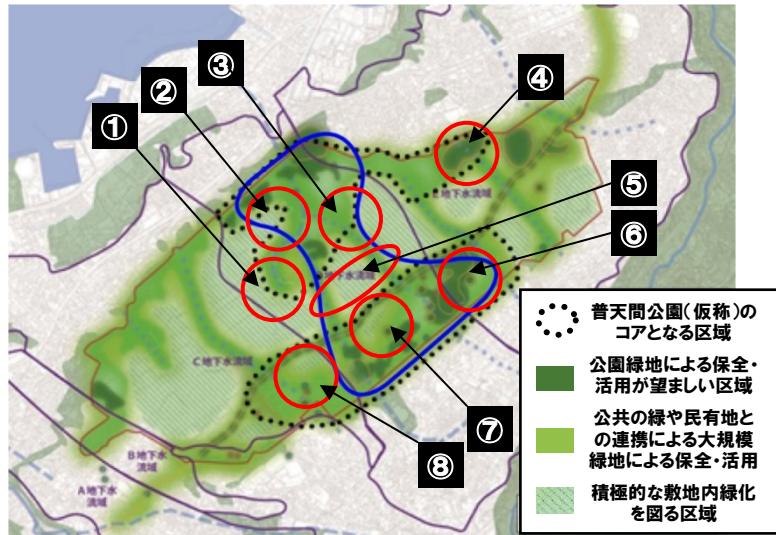 ③
④
②
①
⑤
⑥
地下水流域
地下水流域
C地下水流域
B地下水
流域
A地下水
流域
⑦
⑧
普天間公園(仮称)の
コアとなる区域
公園緑地による保全・
活用が望ましい区域
公共の緑や民有地と
の連携による大規模
緑地による保全・活用
積極的な敷地内緑化
を図る区域